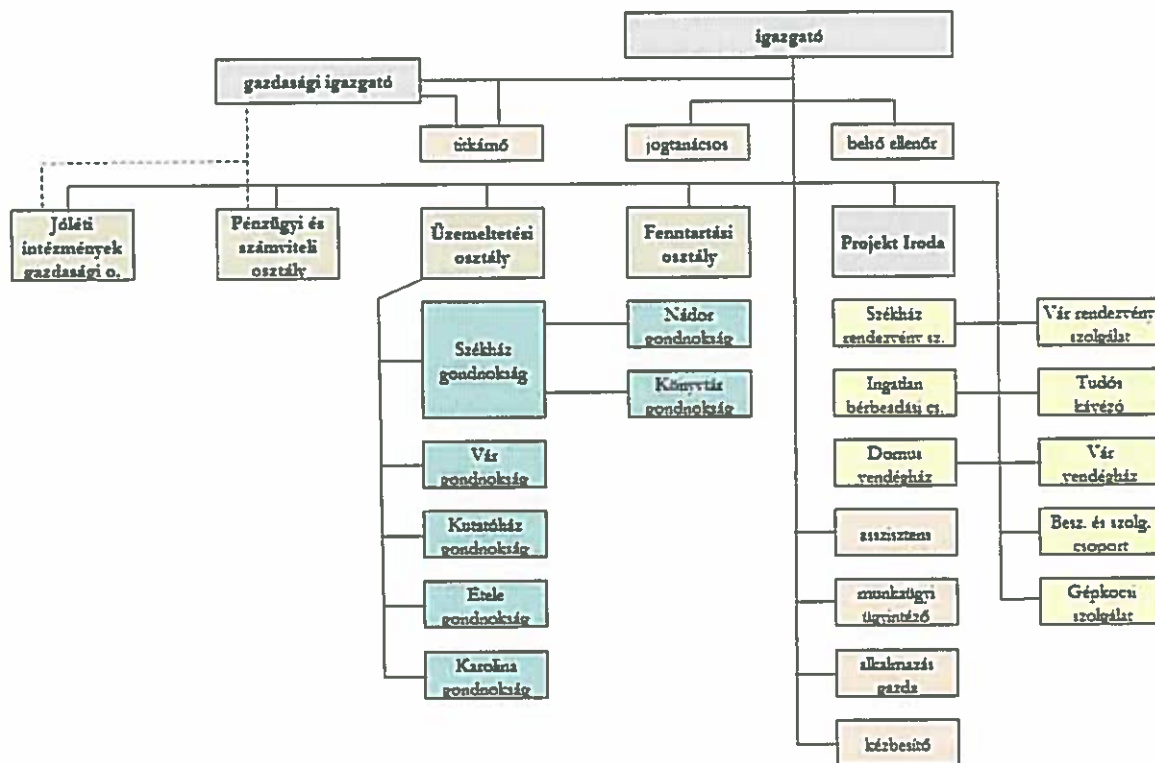 igazgató
gazdasági igazgató
titkárnő
jogtanácsos
belső ellenőr
Jóléti
intézmények
gazdasági o.
Pénzügyi és
számviteli
osztály
Üzemeltetési
osztály
Fenntartási
osztály
Projekt Iroda
Székház
gondnokság
Nádor
gondnokság
Könyvtár
gondnokság
Vár
gondnokság
Kutatóház
gondnokság
Etele
gondnokság
Karolina
gondnokság
Székház
rendezvény sz.
Ingatlan
bérbeadási cs.
Domus
vendégház
asszisztens
munkaügyi
ügyintéző
alkalmazás
gazda
kézbesítő
Vár rendezvény
szolgálat
Tudós
kávézó
Vár
vendégház
Besz. és szolg.
csoport
Gépkocsi
szolgálat